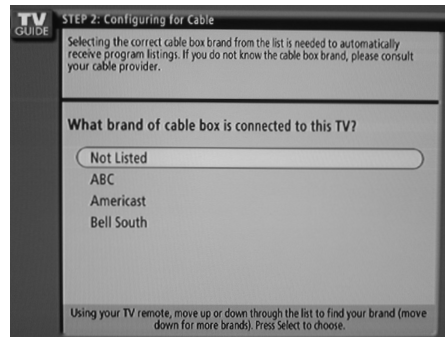 TV
GUIDE
STEP 2: Configuring for Cable
Selecting the correct cable box brand from the list is needed to automatically
receive program listings. If you do not know the cable box brand, please consult
your cable provider.
What brand of cable box is connected to this TV?
Not Listed
ABC
Americast
Bell South
Using your TV remote, move up or down through the list to find your brand (move
down for more brands). Press Select to choose.